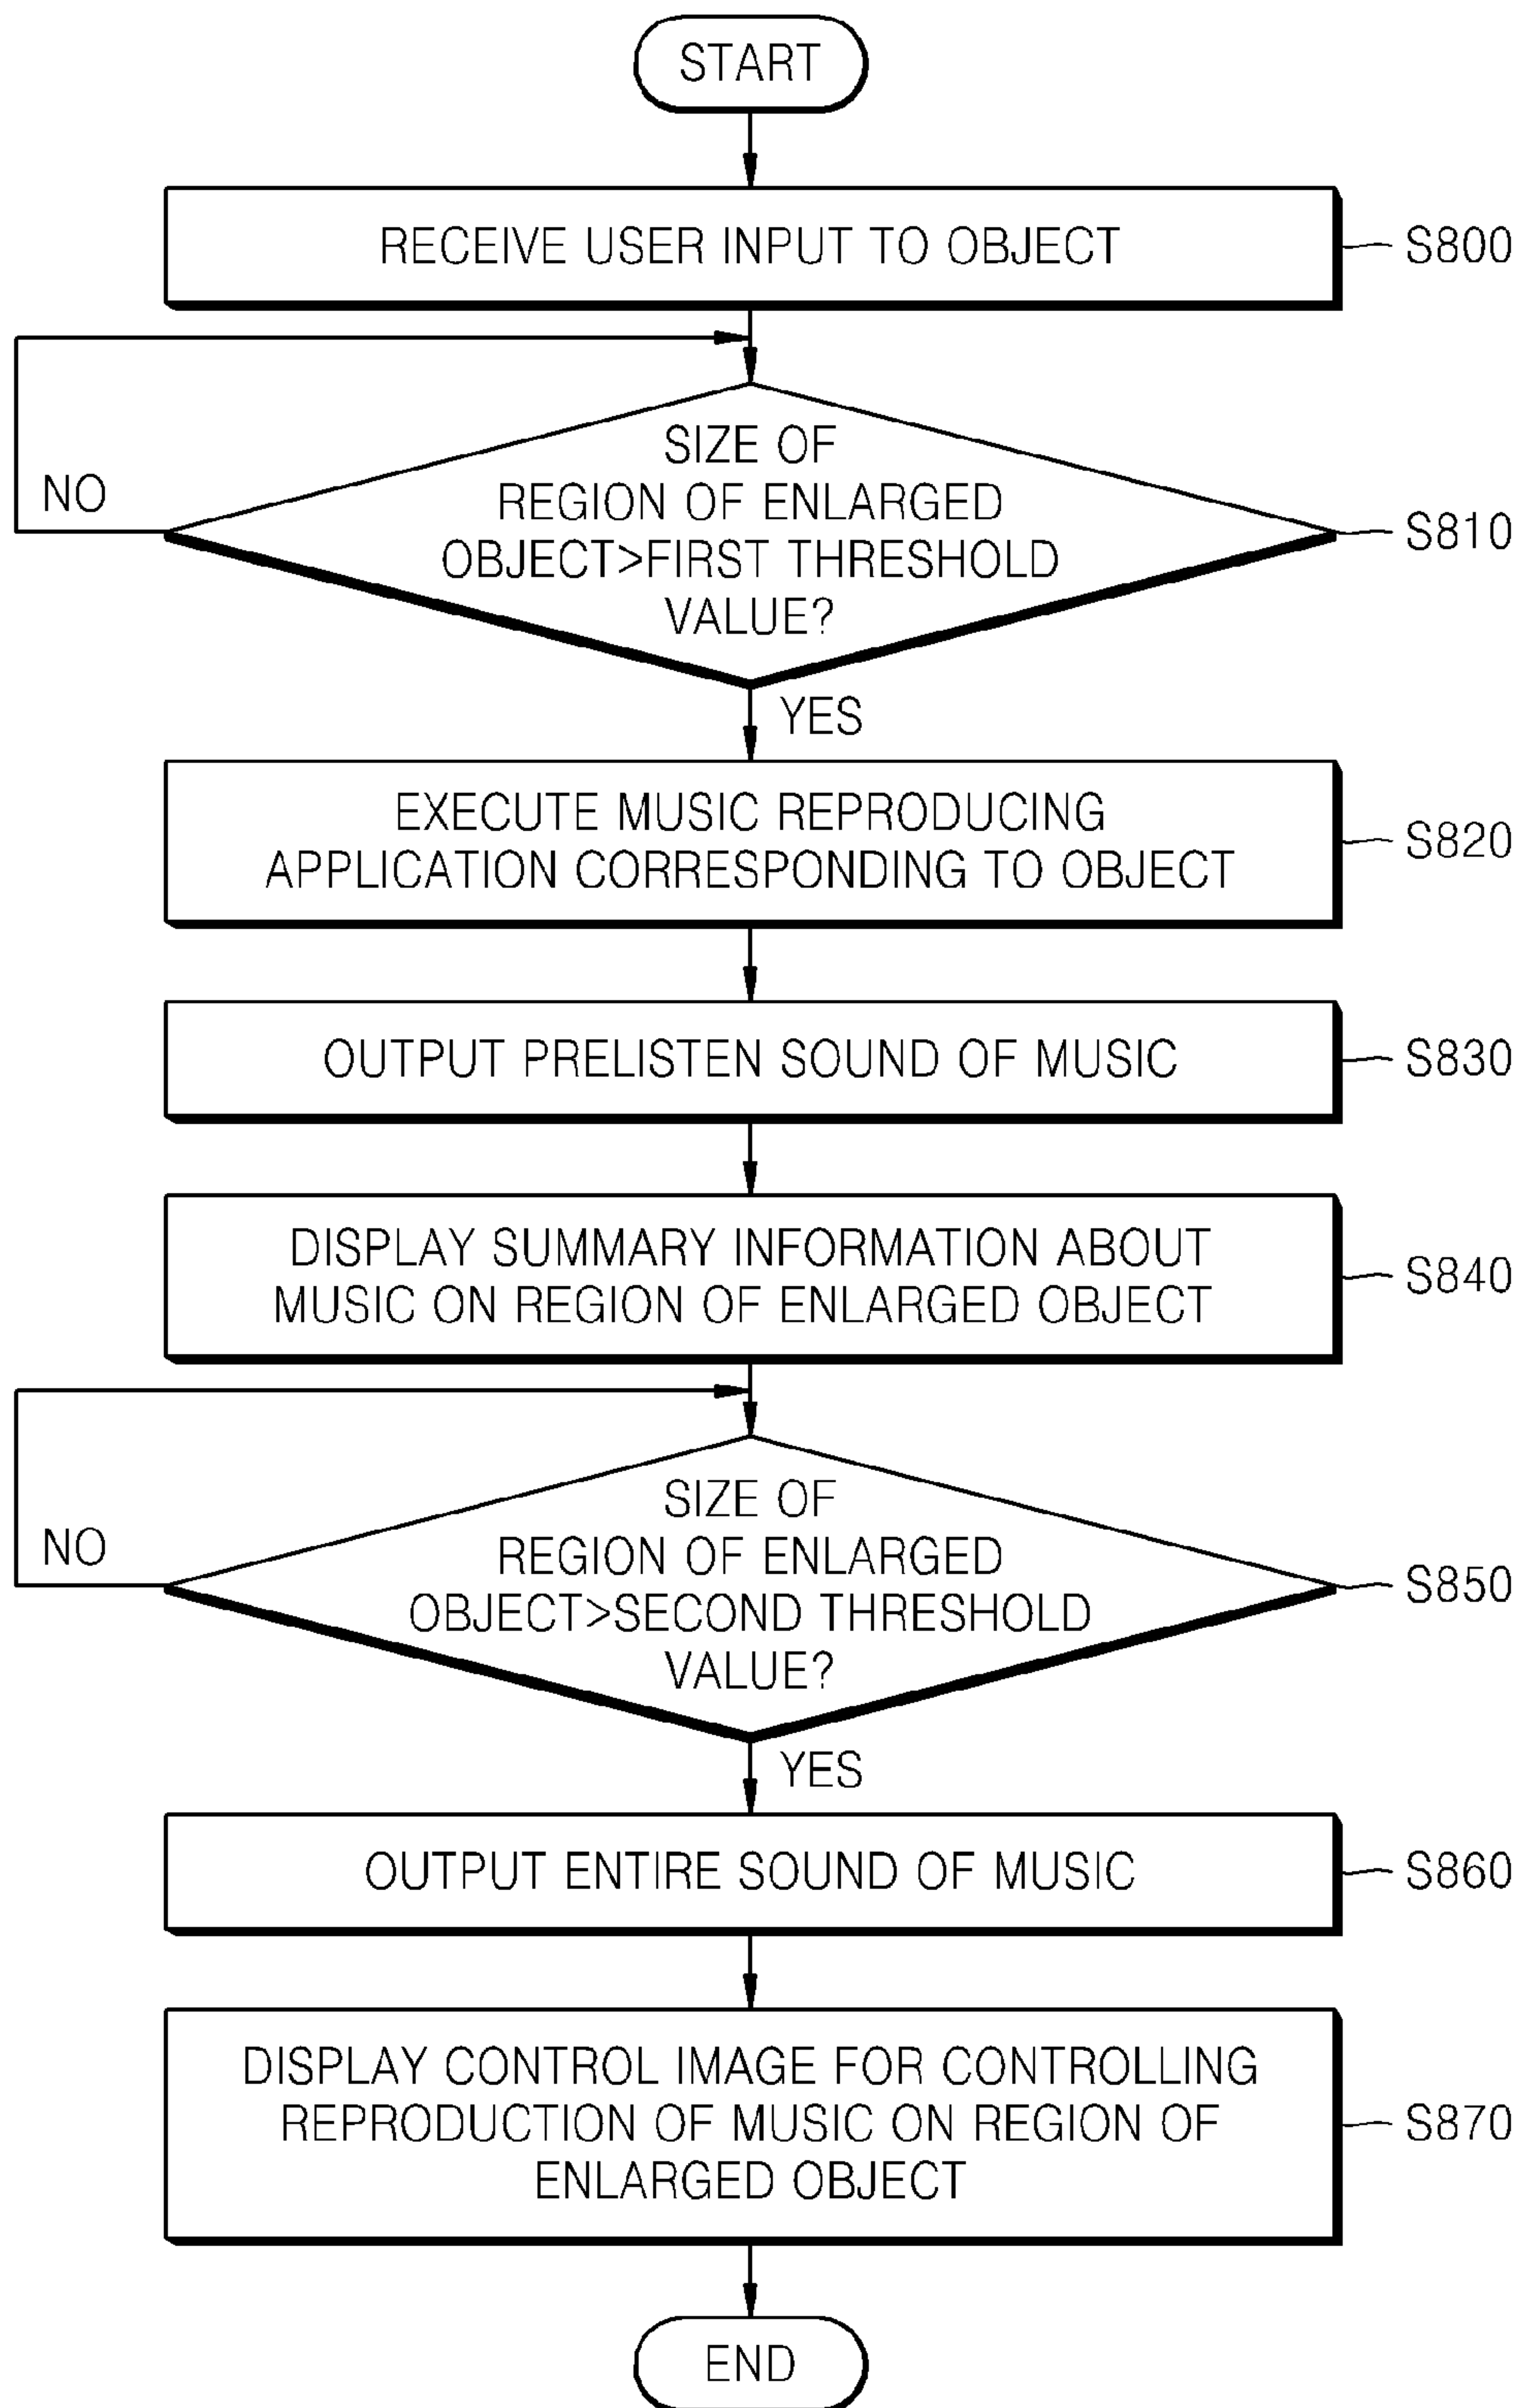 START
RECEIVE USER INPUT TO OBJECT
S800
SIZE OF
REGION OF ENLARGED
OBJECT>FIRST THRESHOLD
VALUE?
S810
NO
YES
EXECUTE MUSIC REPRODUCING
APPLICATION CORRESPONDING TO OBJECT
S820
OUTPUT PRELISTEN SOUND OF MUSIC
S830
DISPLAY SUMMARY INFORMATION ABOUT
MUSIC ON REGION OF ENLARGED OBJECT
S840
SIZE OF
REGION OF ENLARGED
OBJECT>SECOND THRESHOLD
VALUE?
S850
NO
YES
OUTPUT ENTIRE SOUND OF MUSIC
S860
DISPLAY CONTROL IMAGE FOR CONTROLLING
REPRODUCTION OF MUSIC ON REGION OF
ENLARGED OBJECT
S870
END